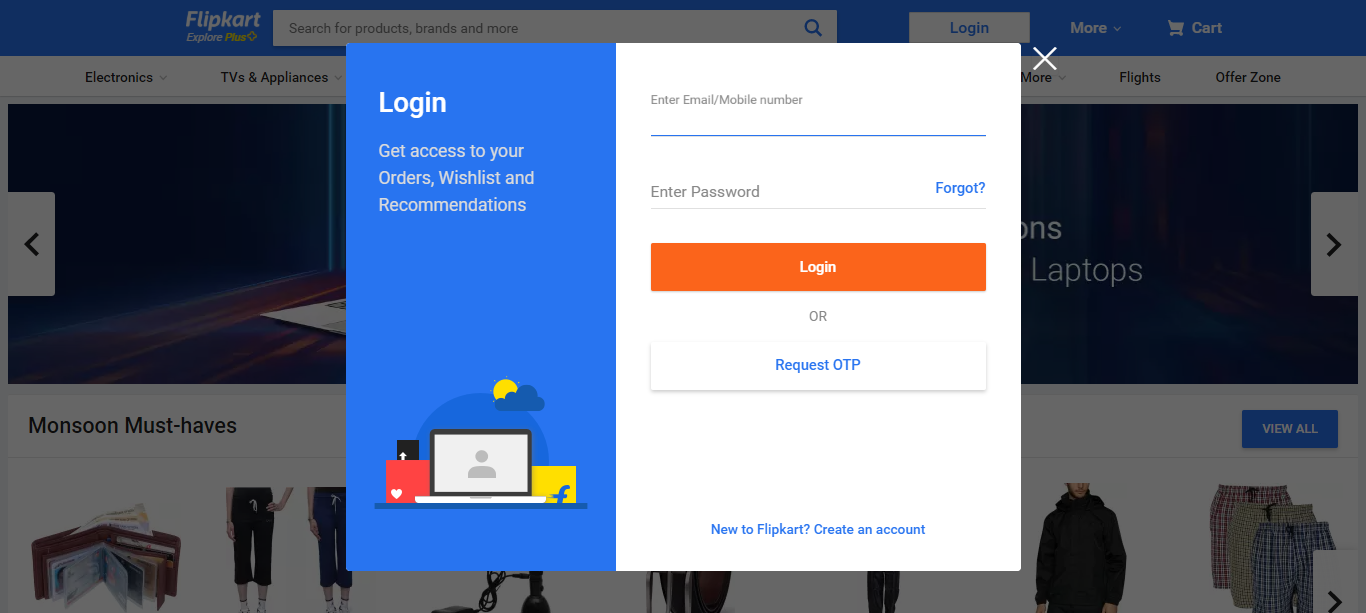 Flipkart
Explore Plus
Search for products, brands and more
Login
More
Cart
Electronics
TVs & Appliances
More
Flights
Offer Zone
Login
Get access to your
Orders, Wishlist and
Recommendations
Enter Email/Mobile number
Enter Password
Forgot?
Login
OR
Request OTP
New to Flipkart? Create an account
Laptops
Monsoon Must-haves
VIEW ALL